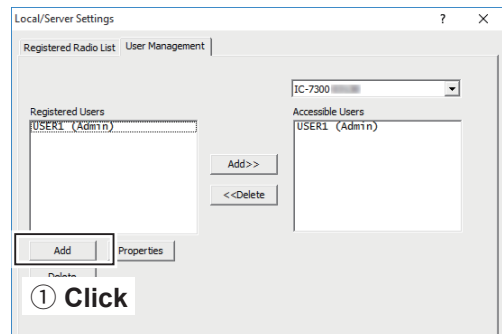 Local/Server Settings ? ×
Registered Radio List User Management
IC-7300
Registered Users Accessible Users
USER1 (Admin) USER1 (Admin)
Add>>
<<Delete
Add Properties
Delete
① Click